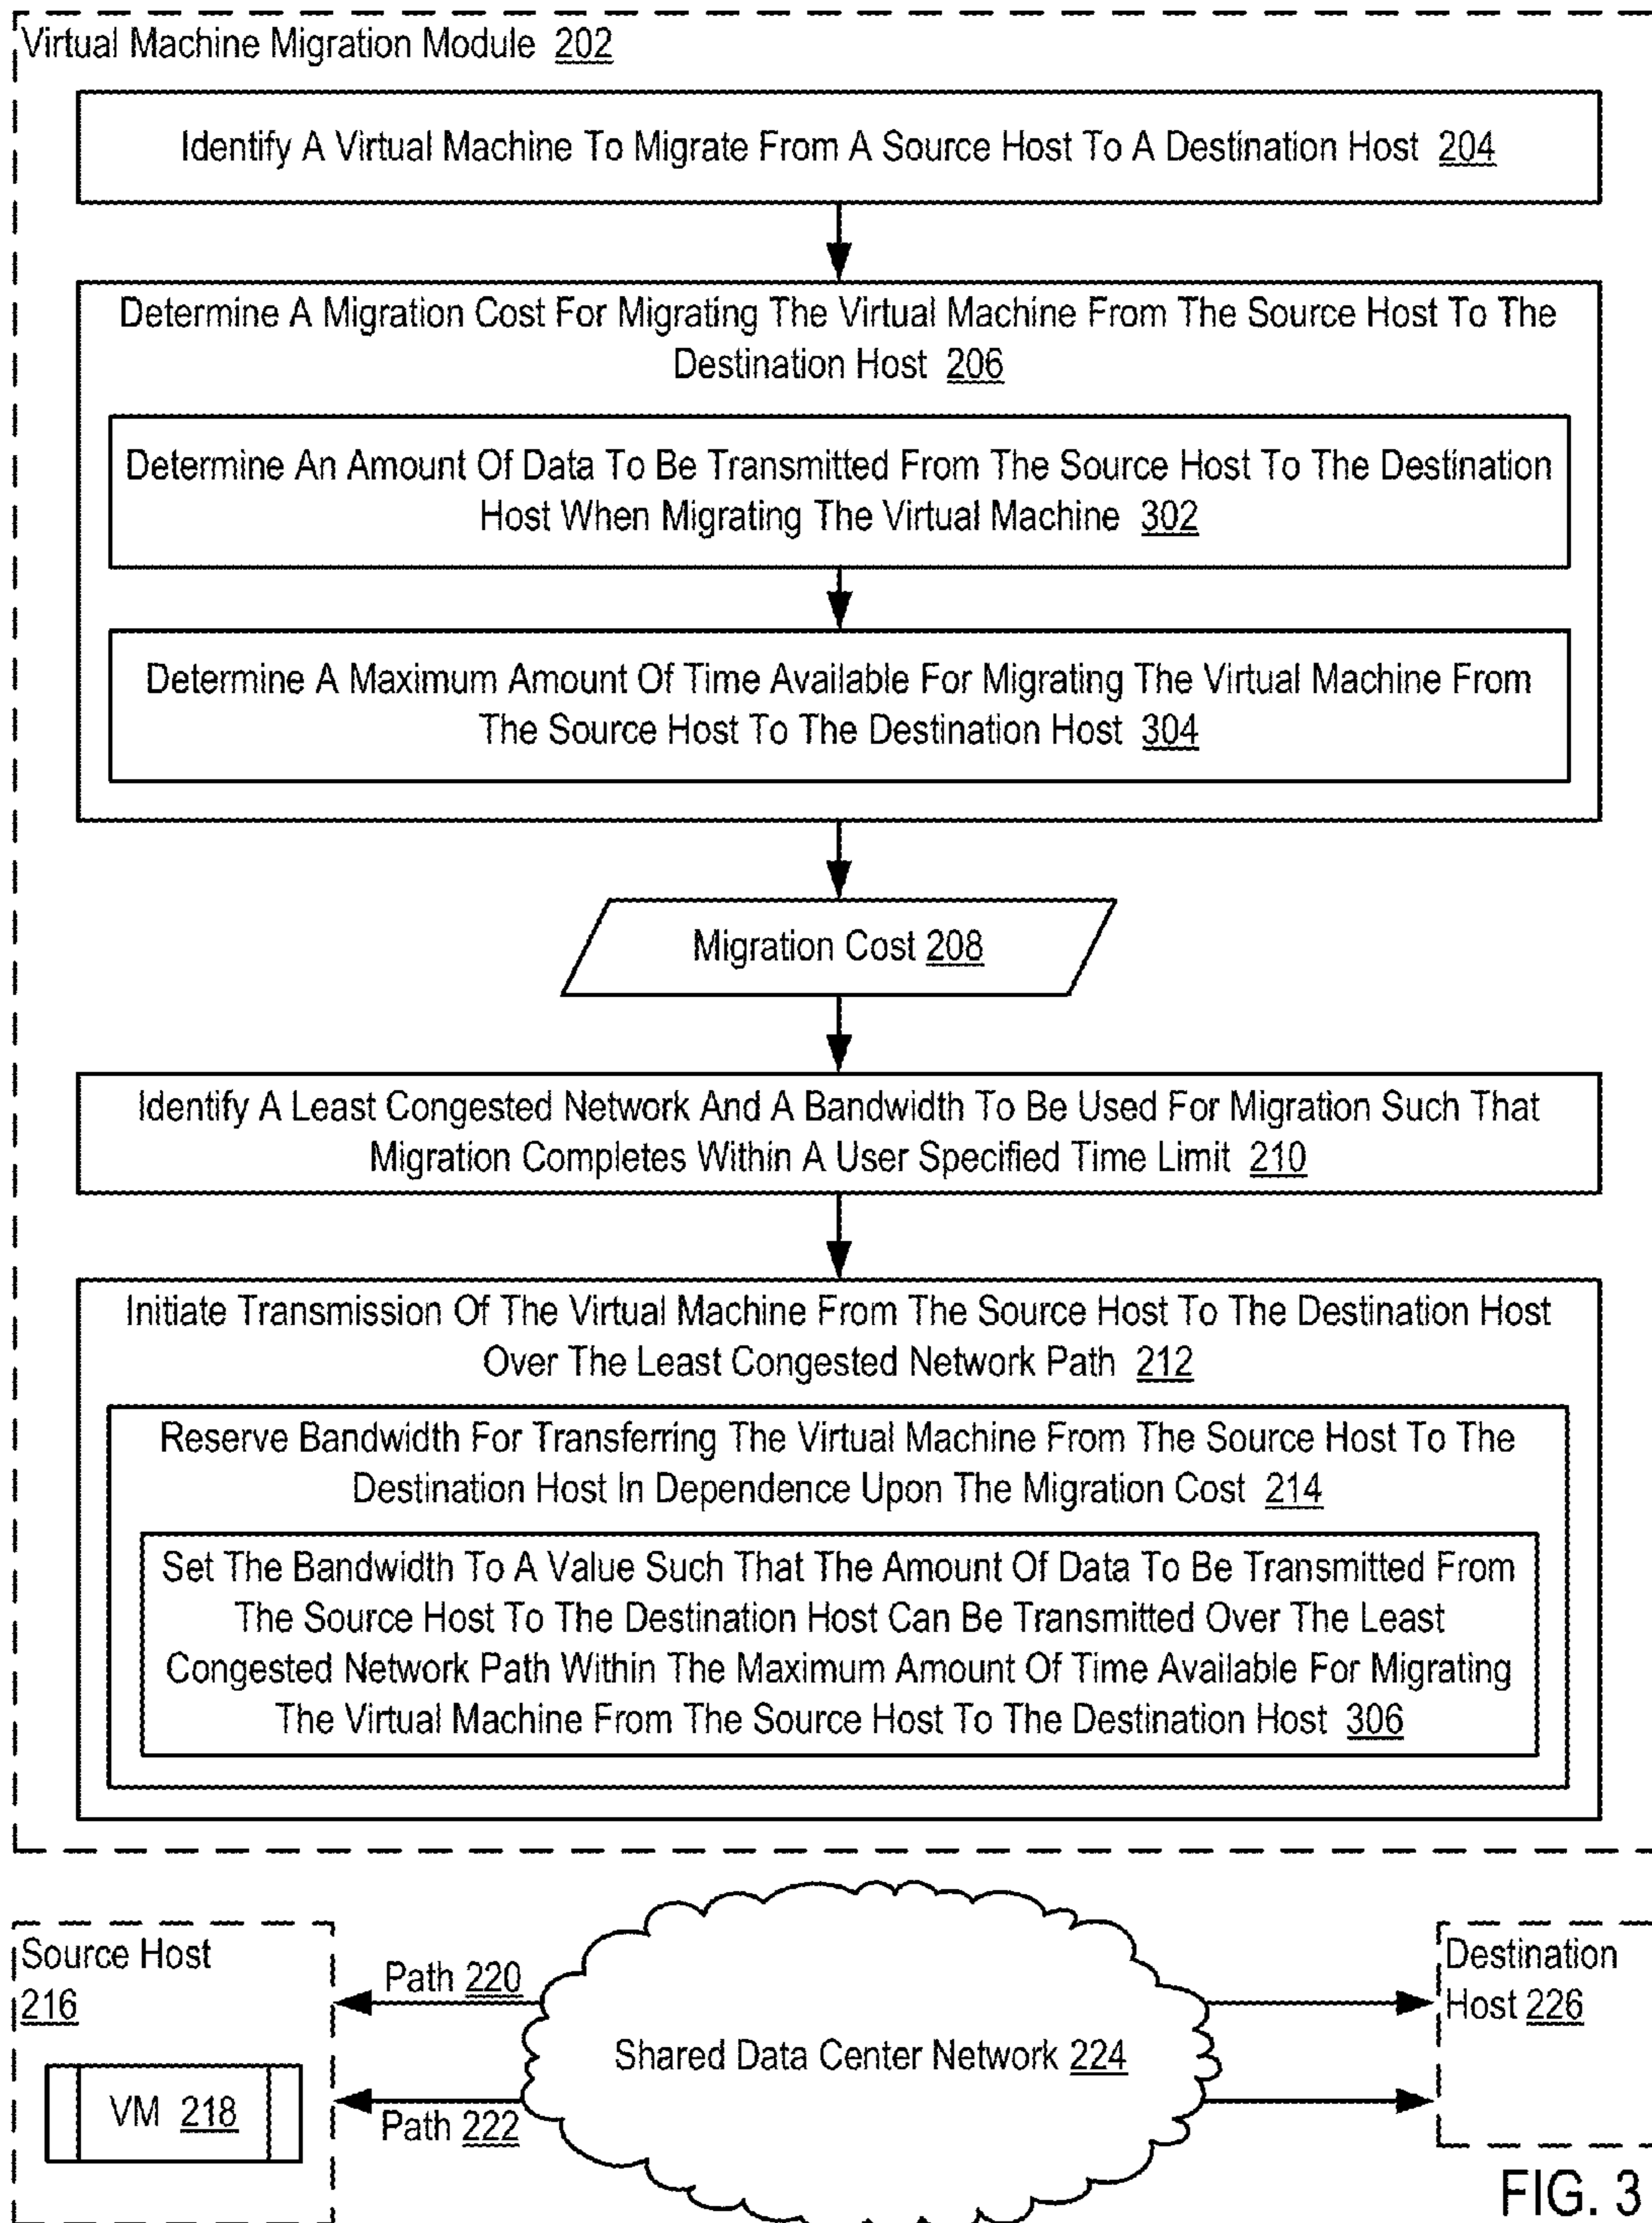 Virtual Machine Migration Module 202
Identify A Virtual Machine To Migrate From A Source Host To A Destination Host 204
Determine A Migration Cost For Migrating The Virtual Machine From The Source Host To The
Destination Host 206
Determine An Amount Of Data To Be Transmitted From The Source Host To The Destination
Host When Migrating The Virtual Machine 302
Determine A Maximum Amount Of Time Available For Migrating The Virtual Machine From
The Source Host To The Destination Host 304
Migration Cost 208
Identify A Least Congested Network And A Bandwidth To Be Used For Migration Such That
Migration Completes Within A User Specified Time Limit 210
Initiate Transmission Of The Virtual Machine From The Source Host To The Destination Host
Over The Least Congested Network Path 212
Reserve Bandwidth For Transferring The Virtual Machine From The Source Host To The
Destination Host In Dependence Upon The Migration Cost 214
Set The Bandwidth To A Value Such That The Amount Of Data To Be Transmitted From
The Source Host To The Destination Host Can Be Transmitted Over The Least
Congested Network Path Within The Maximum Amount Of Time Available For Migrating
The Virtual Machine From The Source Host To The Destination Host 306
Source Host
216
VM 218
Path 220
Path 222
Shared Data Center Network 224
Destination
Host 226
FIG. 3